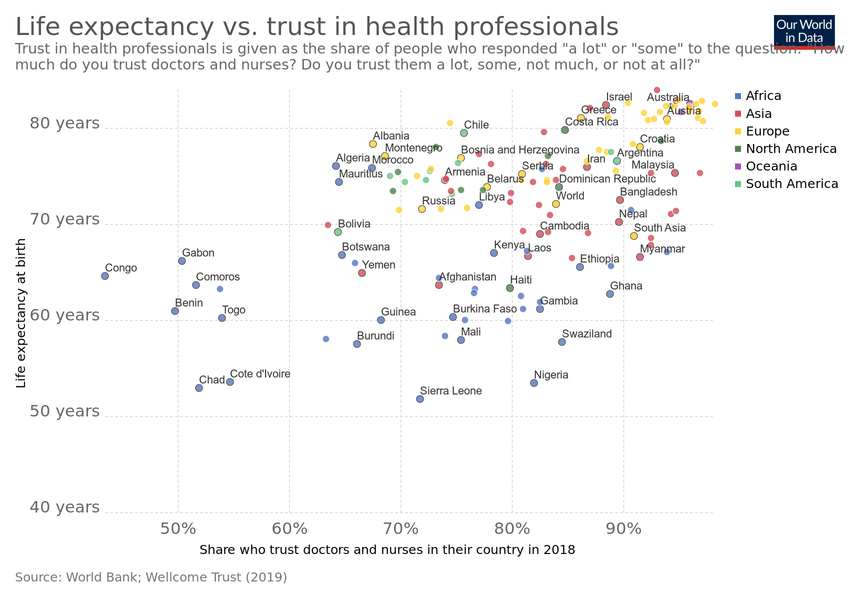 Life expectancy vs. trust in health professionals
Our World
in Data
Trust in health professionals is given as the share of people who responded "a lot" or "some" to the question: "How
much do you trust doctors and nurses? Do you trust them a lot, some, not much, or not at all?"
Africa
Asia
Europe
North America
Oceania
South America
Life expectancy at birth
80 years
70 years
60 years
50 years
40 years
Israel
Australia
Greece
Austria
Chile
Costa Rica
Albania
Croatia
Montenegro
Bosnia and Herzegovina
Argentina
Algeria
Morocco
Serbia
Iran
Malaysia
Mauritius
Armenia
Belarus
Dominican Republic
Bangladesh
Russia
Libya
World
Bolivia
Cambodia
Nepal
South Asia
Botswana
Kenya
Laos
Myanmar
Gabon
Yemen
Ethiopia
Congo
Comoros
Afghanistan
Haiti
Ghana
Benin
Togo
Guinea
Burkina Faso
Gambia
Burundi
Mali
Swaziland
Chad
Cote d'Ivoire
Nigeria
Sierra Leone
50%
60%
70%
80%
90%
Share who trust doctors and nurses in their country in 2018
Source: World Bank; Wellcome Trust (2019)